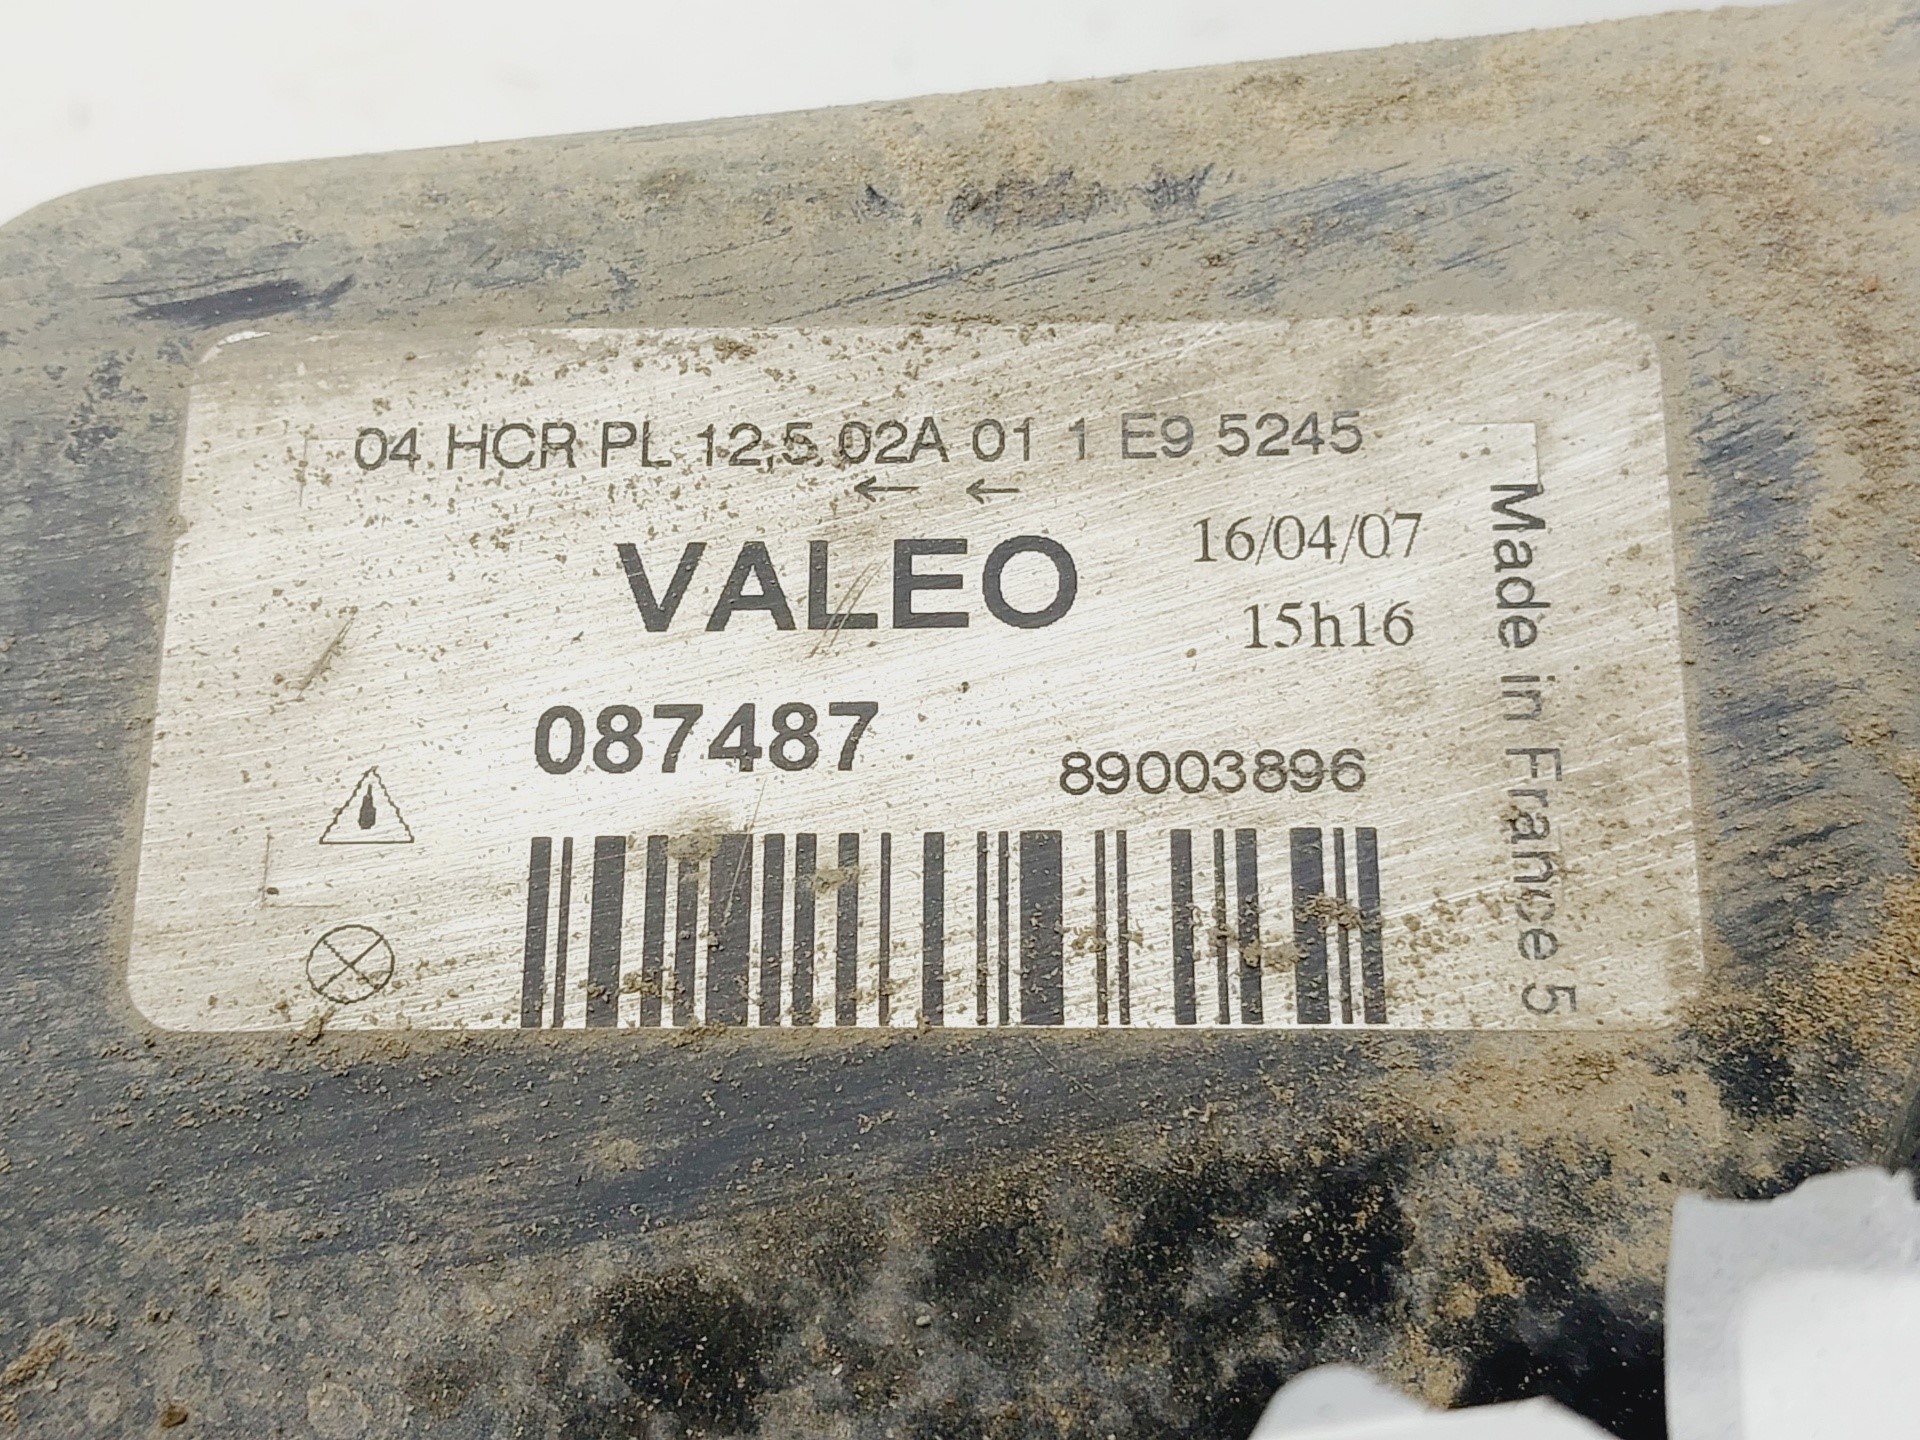 04 HCR PL 12,5 02A 01 1 E9 5245
← ←
VALEO
16/04/07
15h16
087487
89003896
Made in France 5